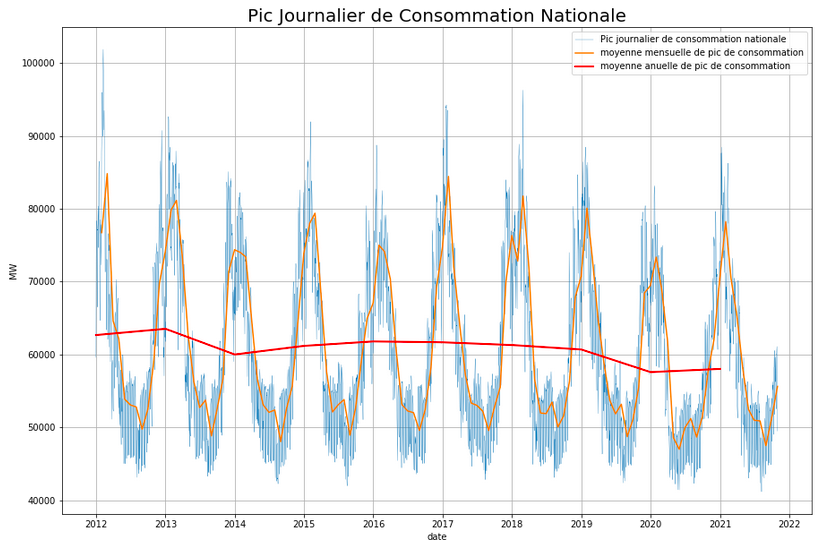 Pic Journalier de Consommation Nationale
Pic journalier de consommation nationale
moyenne mensuelle de pic de consommation
moyenne anuelle de pic de consommation
100000
90000
80000
70000
60000
50000
40000
MW
2012 2013 2014 2015 2016 2017 2018 2019 2020 2021 2022
date